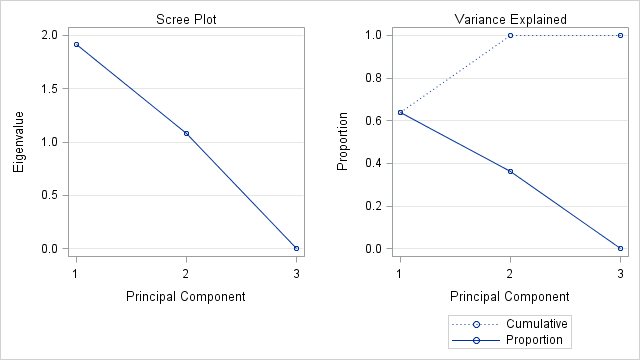 Scree Plot
2.0
1.5
1.0
0.5
0.0
Eigenvalue
1 2 3
Principal Component
Variance Explained
1.0
0.8
0.6
0.4
0.2
0.0
Proportion
1 2 3
Principal Component
Cumulative
Proportion